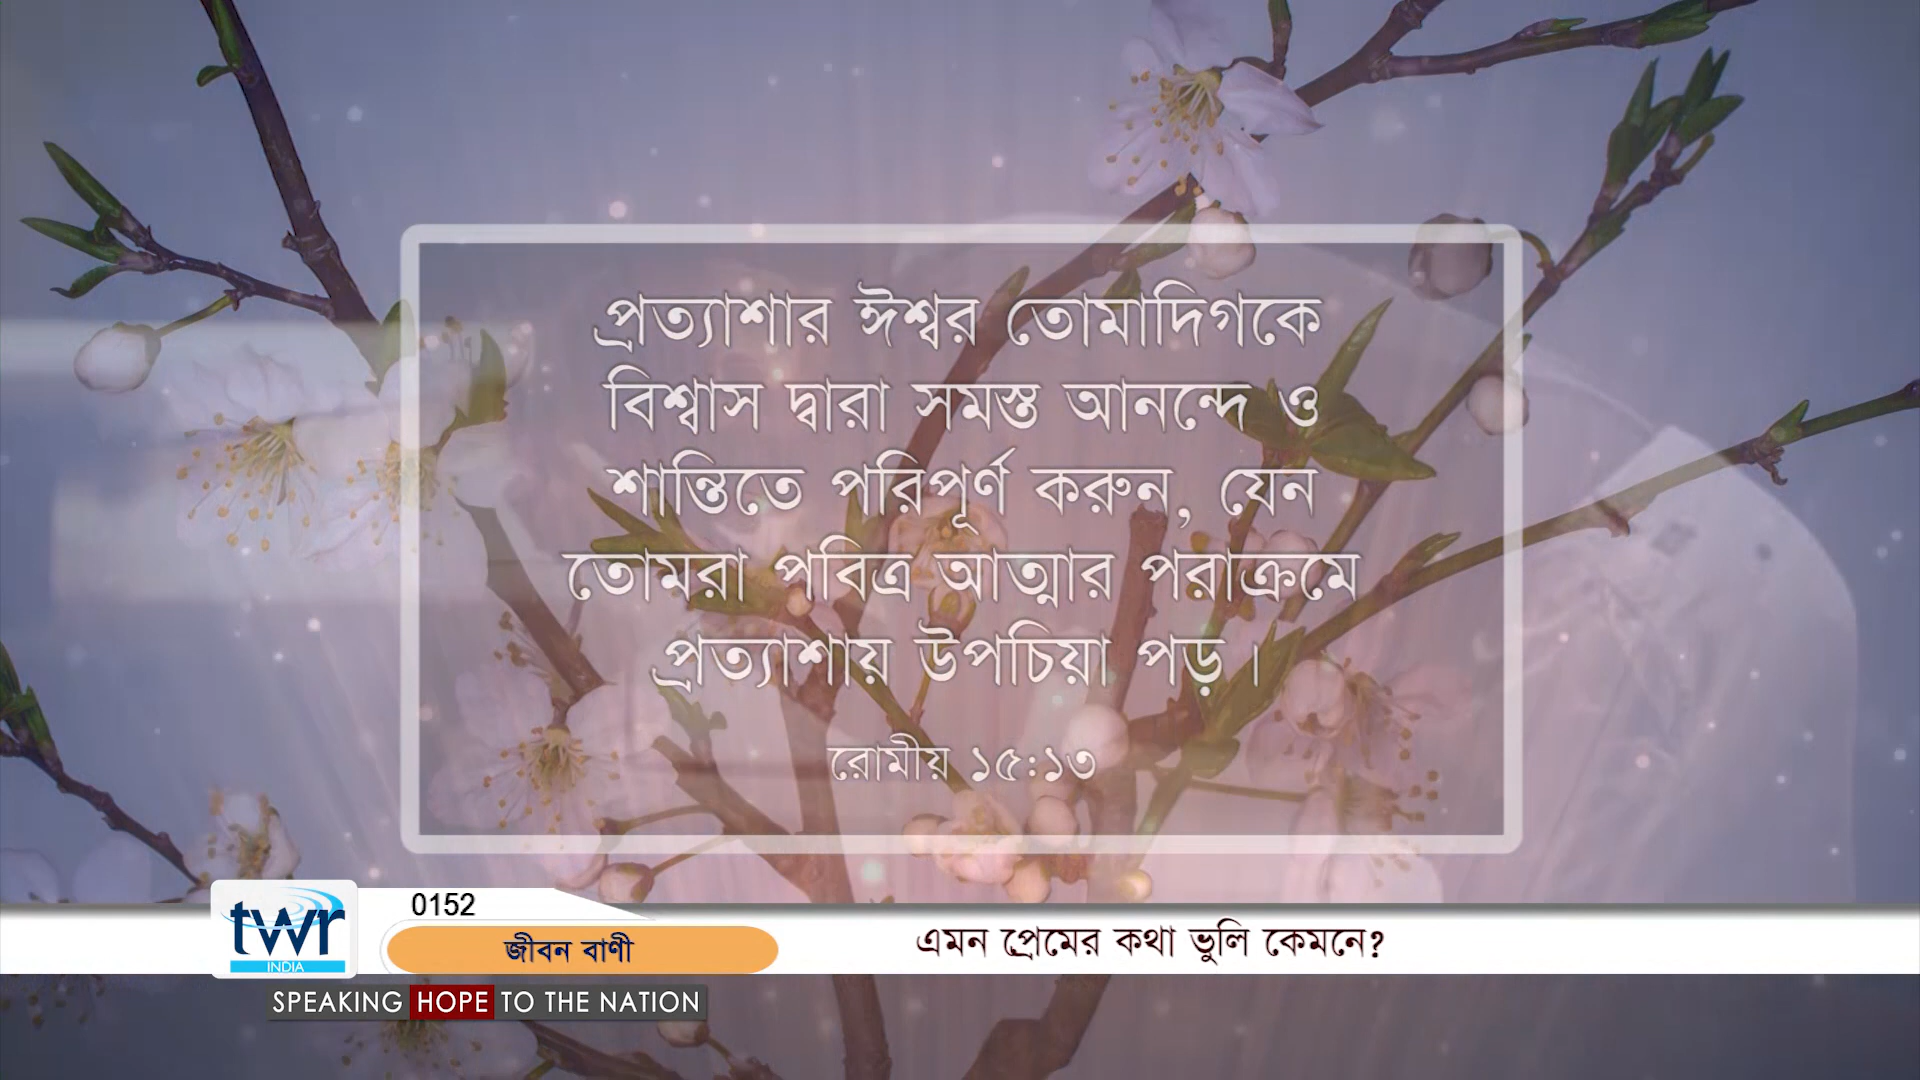 প্রত্যাশার ঈশ্বর তোমাদিগকে
বিশ্বাস দ্বারা সমস্ত আনন্দে ও
শান্তিতে পরিপূর্ণ করুন, যেন
তোমরা পবিত্র আত্মার পরাক্রমে
প্রত্যাশায় উপচিয়া পড় ।
রোমীয় ১৫:১৩
0152
twr
INDIA
জীবন বাণী
এমন প্রেমের কথা ভুলি কেমনে?
SPEAKING HOPE TO THE NATION